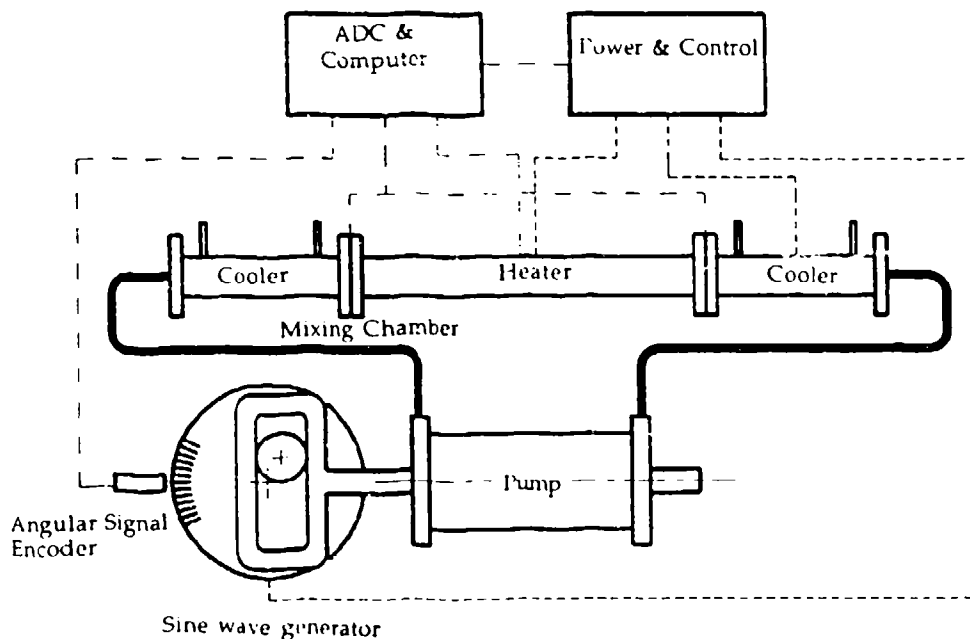 ADC &
Computer
Power & Control
Cooler
Heater
Cooler
Mixing Chamber
Pump
Angular Signal
Encoder
Sine wave generator